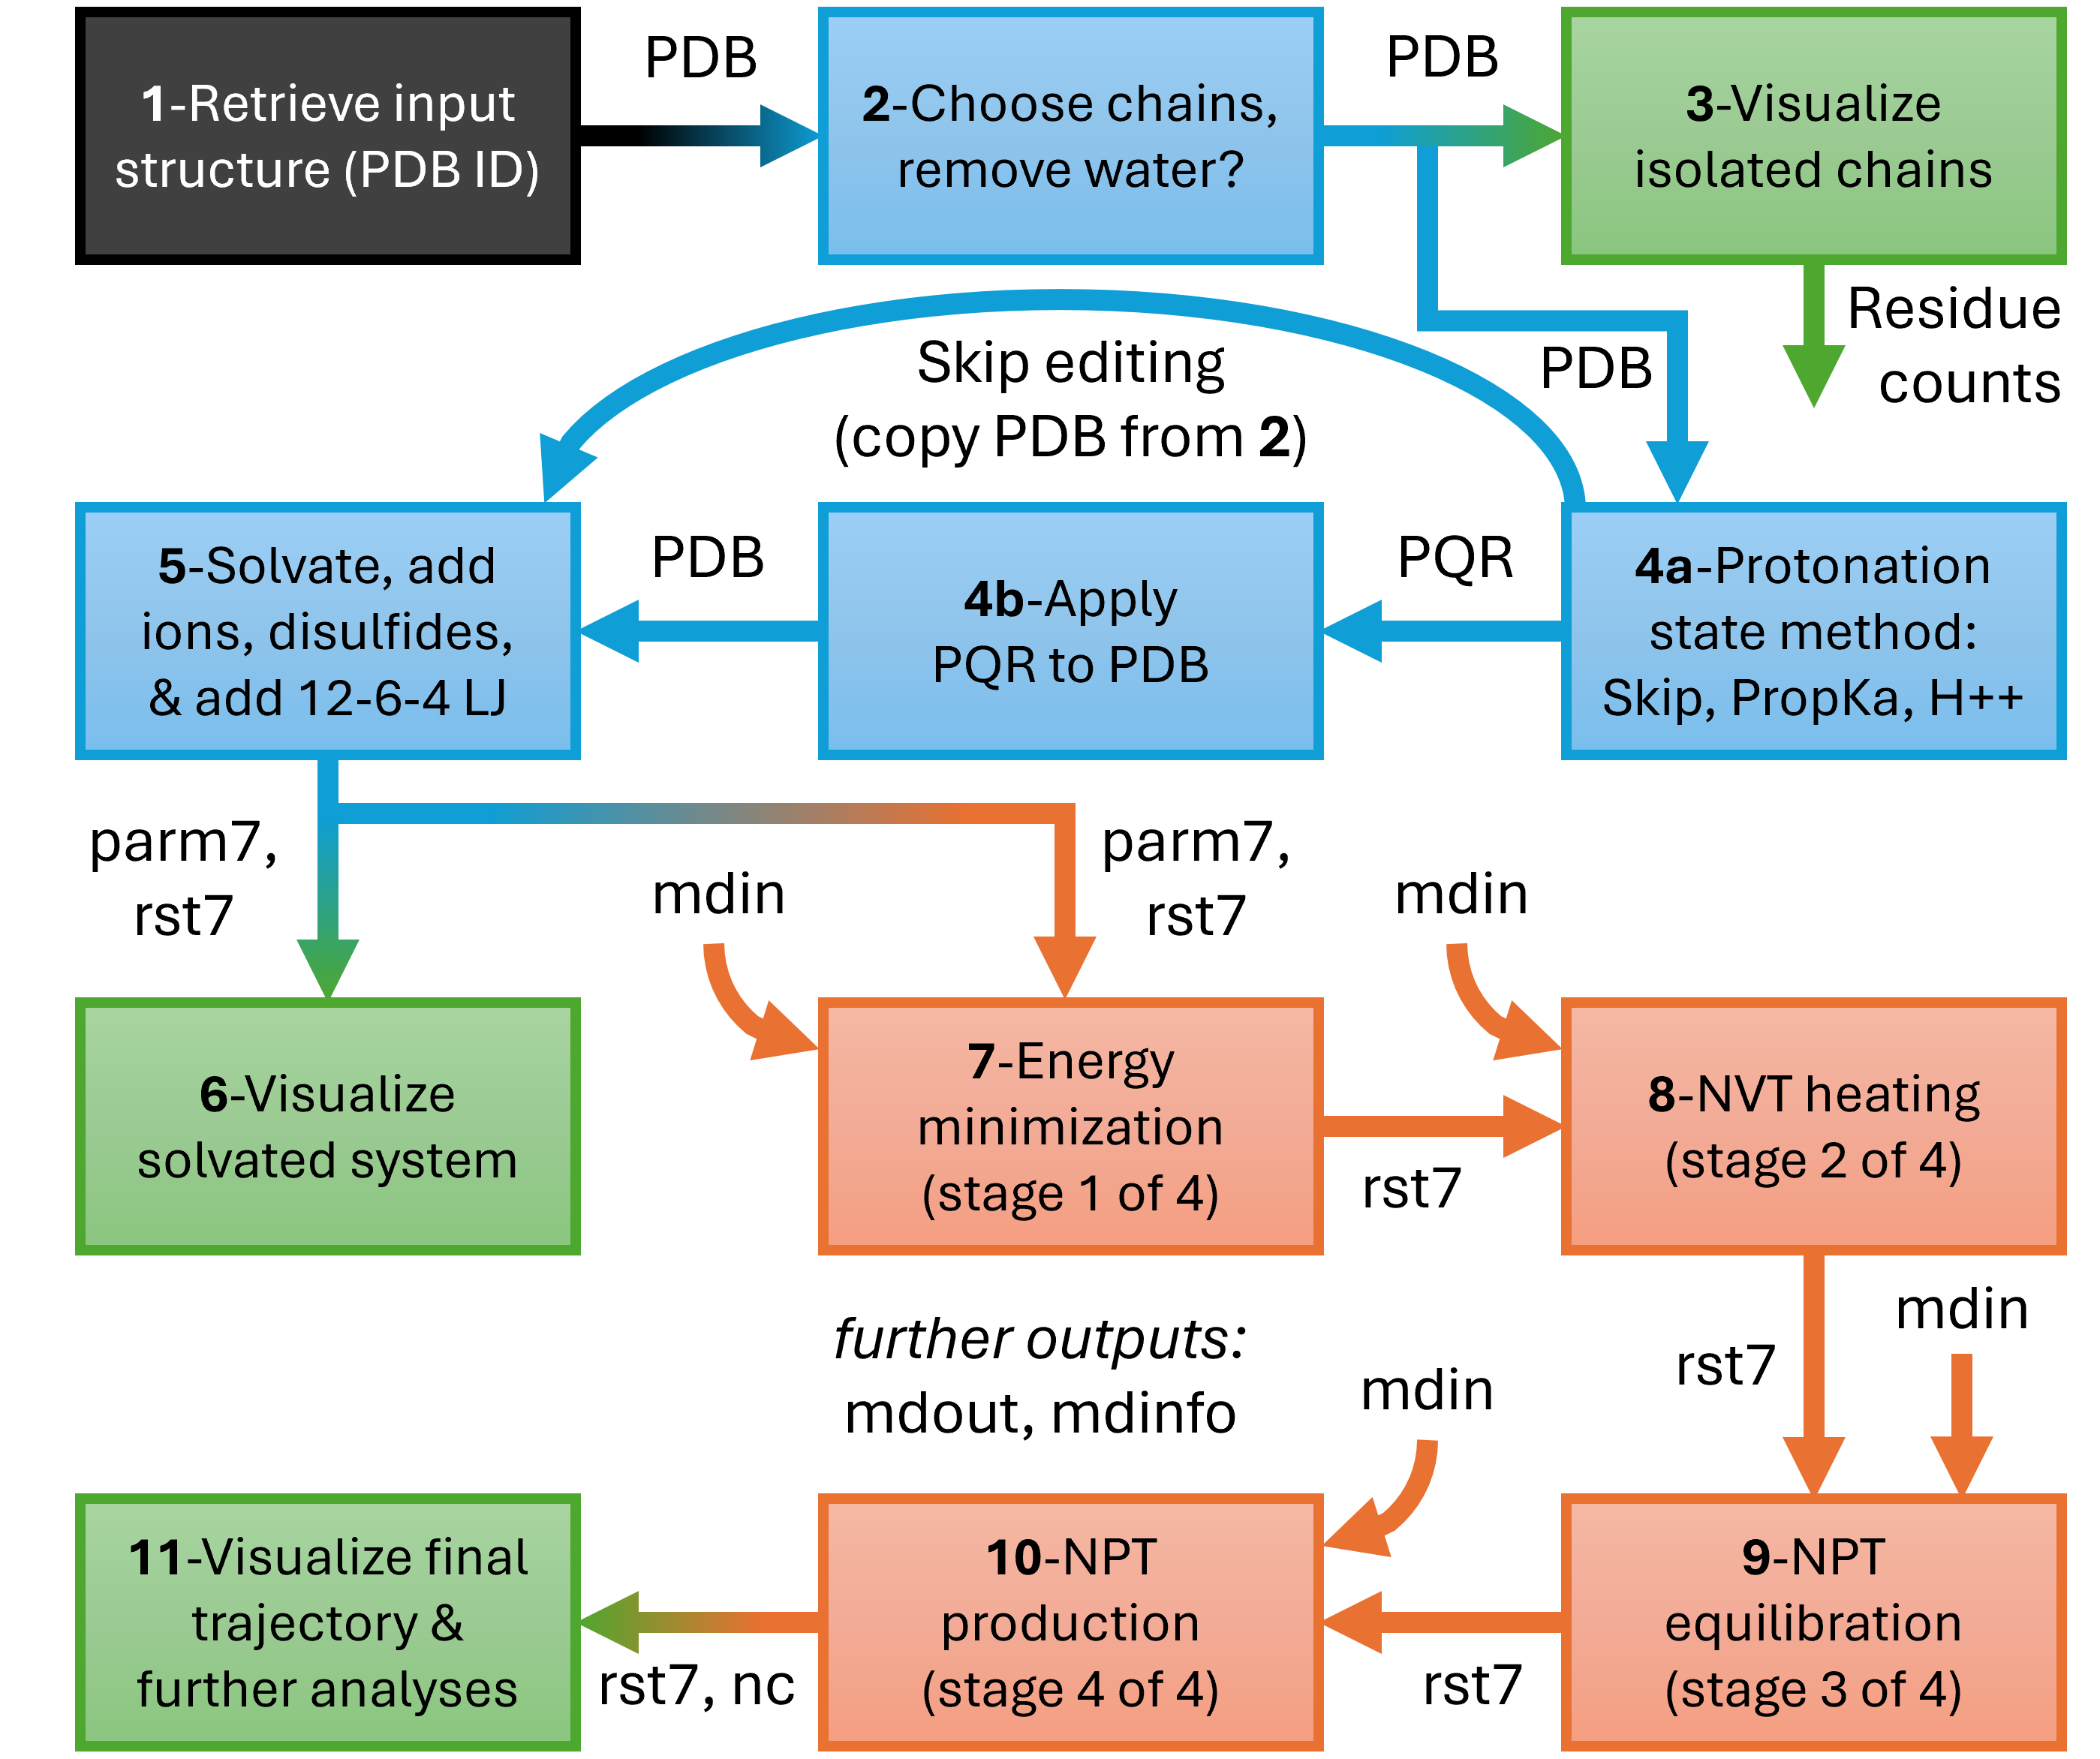 1-Retrieve input
structure (PDB ID)
PDB
2-Choose chains,
remove water?
PDB
3-Visualize
isolated chains
Residue
counts
PDB
Skip editing
(copy PDB from 2)
4a-Protonation
state method:
Skip, PropKa, H++
PQR
4b-Apply
PQR to PDB
PDB
5-Solvate, add
ions, disulfides,
& add 12-6-4 LJ
parm7,
rst7
parm7,
rst7
6-Visualize
solvated system
mdin
7-Energy
minimization
(stage 1 of 4)
rst7
mdin
8-NVT heating
(stage 2 of 4)
rst7
mdin
9-NPT
equilibration
(stage 3 of 4)
rst7
mdin
further outputs:
mdout, mdinfo
10-NPT
production
(stage 4 of 4)
rst7, nc
11-Visualize final
trajectory &
further analyses